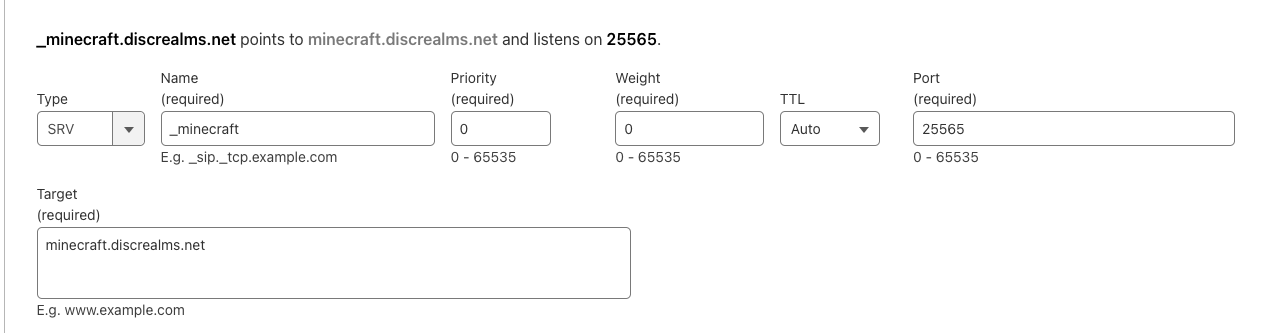 _minecraft.discrealms.net points to minecraft.discrealms.net and listens on 25565.
Type
Name
(required)
Priority
(required)
Weight
(required)
TTL
Port
(required)
SRV
_minecraft
0
0
Auto
25565
E.g. _sip._tcp.example.com
0 - 65535
0 - 65535
0 - 65535
Target
(required)
minecraft.discrealms.net
E.g. www.example.com